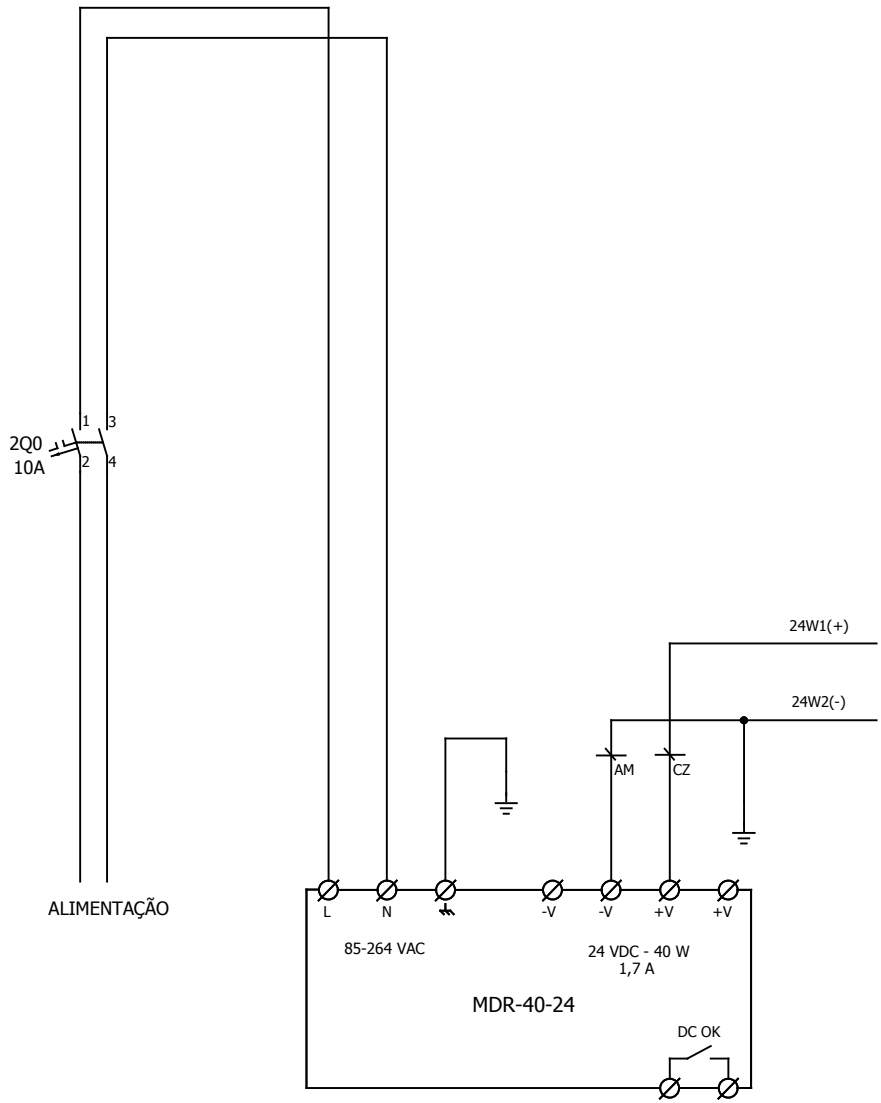 1
3
2Q0
10A
2
4
24W1(+)
24W2(-)
AM
CZ
ALIMENTAÇÃO
L
N
-V
-V
+V
+V
85-264 VAC
24 VDC - 40 W
1,7 A
MDR-40-24
DC OK